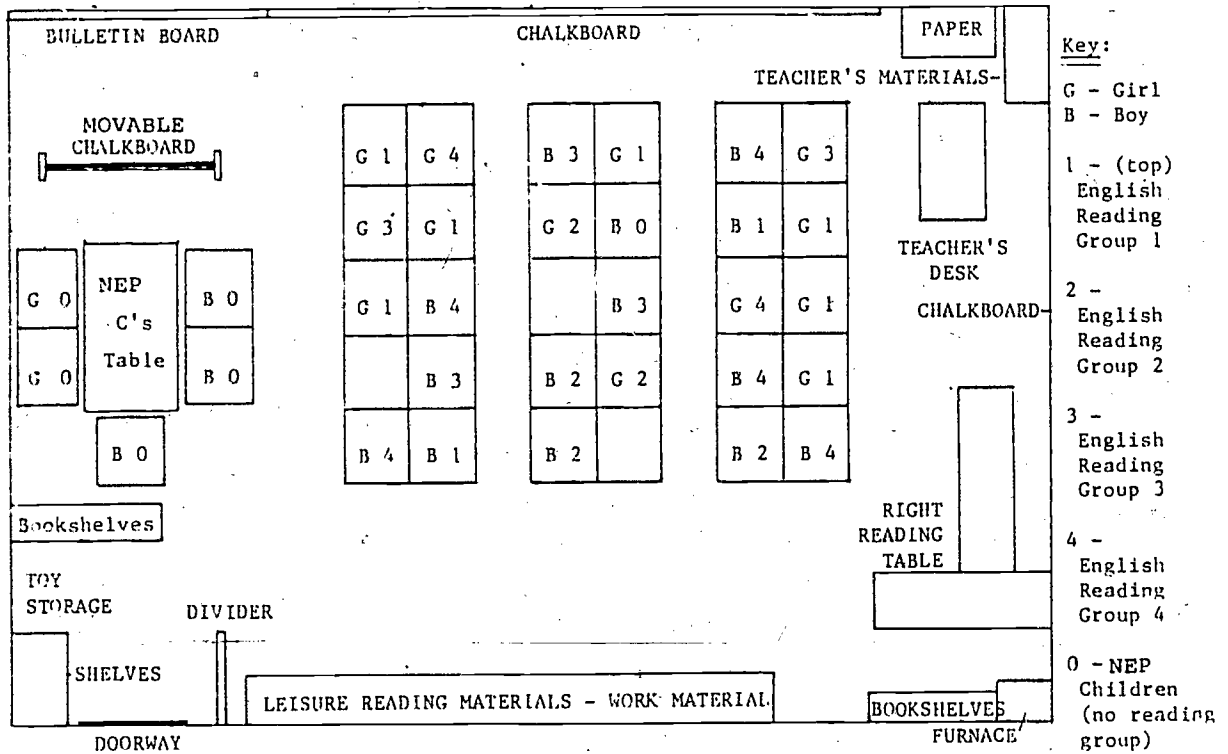 BULLETIN BOARD
CHALKBOARD
PAPER
TEACHER'S MATERIALS-
MOVABLE
CHALKBOARD
G 1 G 4 B 3 G 1 B 4 G 3
G 3 G 1 G 2 B 0 B 1 G 1
TEACHER'S
DESK
G 0 NEP B 0 G 1 B 4 B 3 G 4 G 1
C's
CHALKBOARD-
Table
G 0 B 0 B 3 B 2 G 2 B 4 G 1
B 0 B 4 B 1 B 2 B 2 B 4
Bookshelves
RIGHT
READING
TABLE
TOY
STORAGE
DIVIDER
-SHELVES
LEISURE READING MATERIALS - WORK MATERIAL
BOOKSHELVES
DOORWAY
FURNACE
Key:
G - Girl
B - Boy
1 - (top)
English
Reading
Group 1
2 -
English
Reading
Group 2
3 -
English
Reading
Group 3
4 -
English
Reading
Group 4
0 - NEP
Children
(no reading
group)